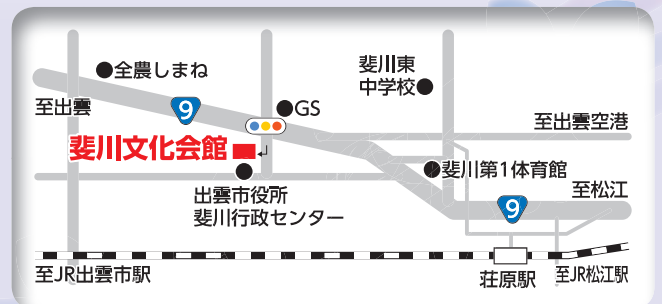 全農しまね
斐川東
中学校
至出雲
9
GS
至出雲空港
斐川文化会館
斐川第1体育館
出雲市役所
斐川行政センター
至松江
9
至JR出雲市駅
荘原駅
至JR松江駅